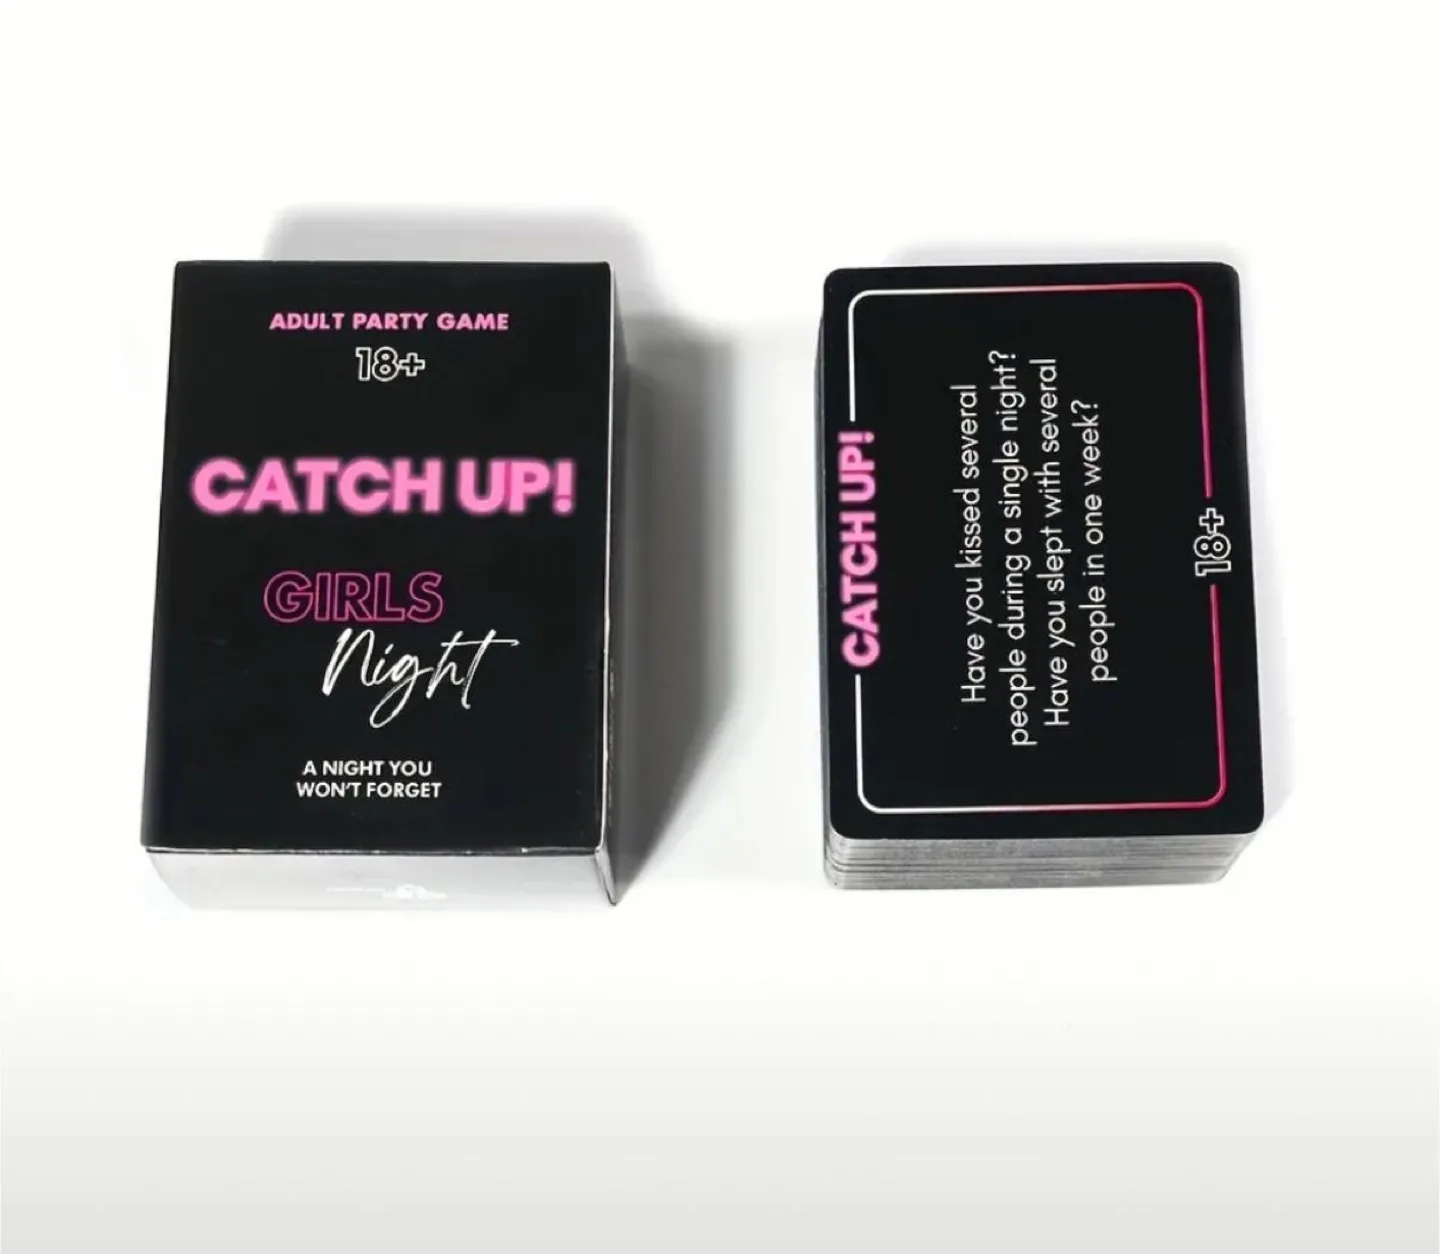 ADULT PARTY GAME
18+
CATCH UP!
GIRLS
Night
A NIGHT YOU
WON'T FORGET
CATCH UP!
Have you kissed several
people during a single night?
Have you slept with several
people in one week?
18+